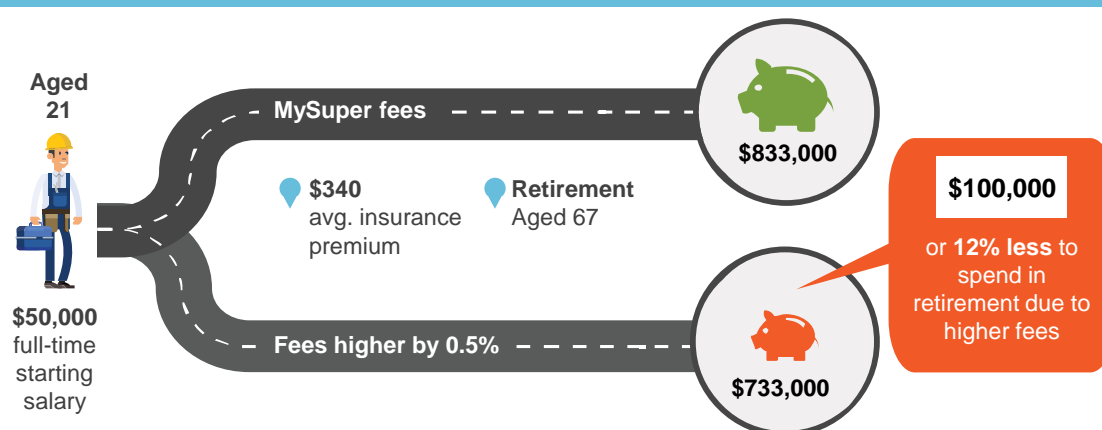 Aged
21
$50,000
full-time
starting
salary
MySuper fees
$340
avg. insurance
premium
Retirement
Aged 67
Fees higher by 0.5%
$833,000
$733,000
$100,000
or 12% less to
spend in
retirement due to
higher fees